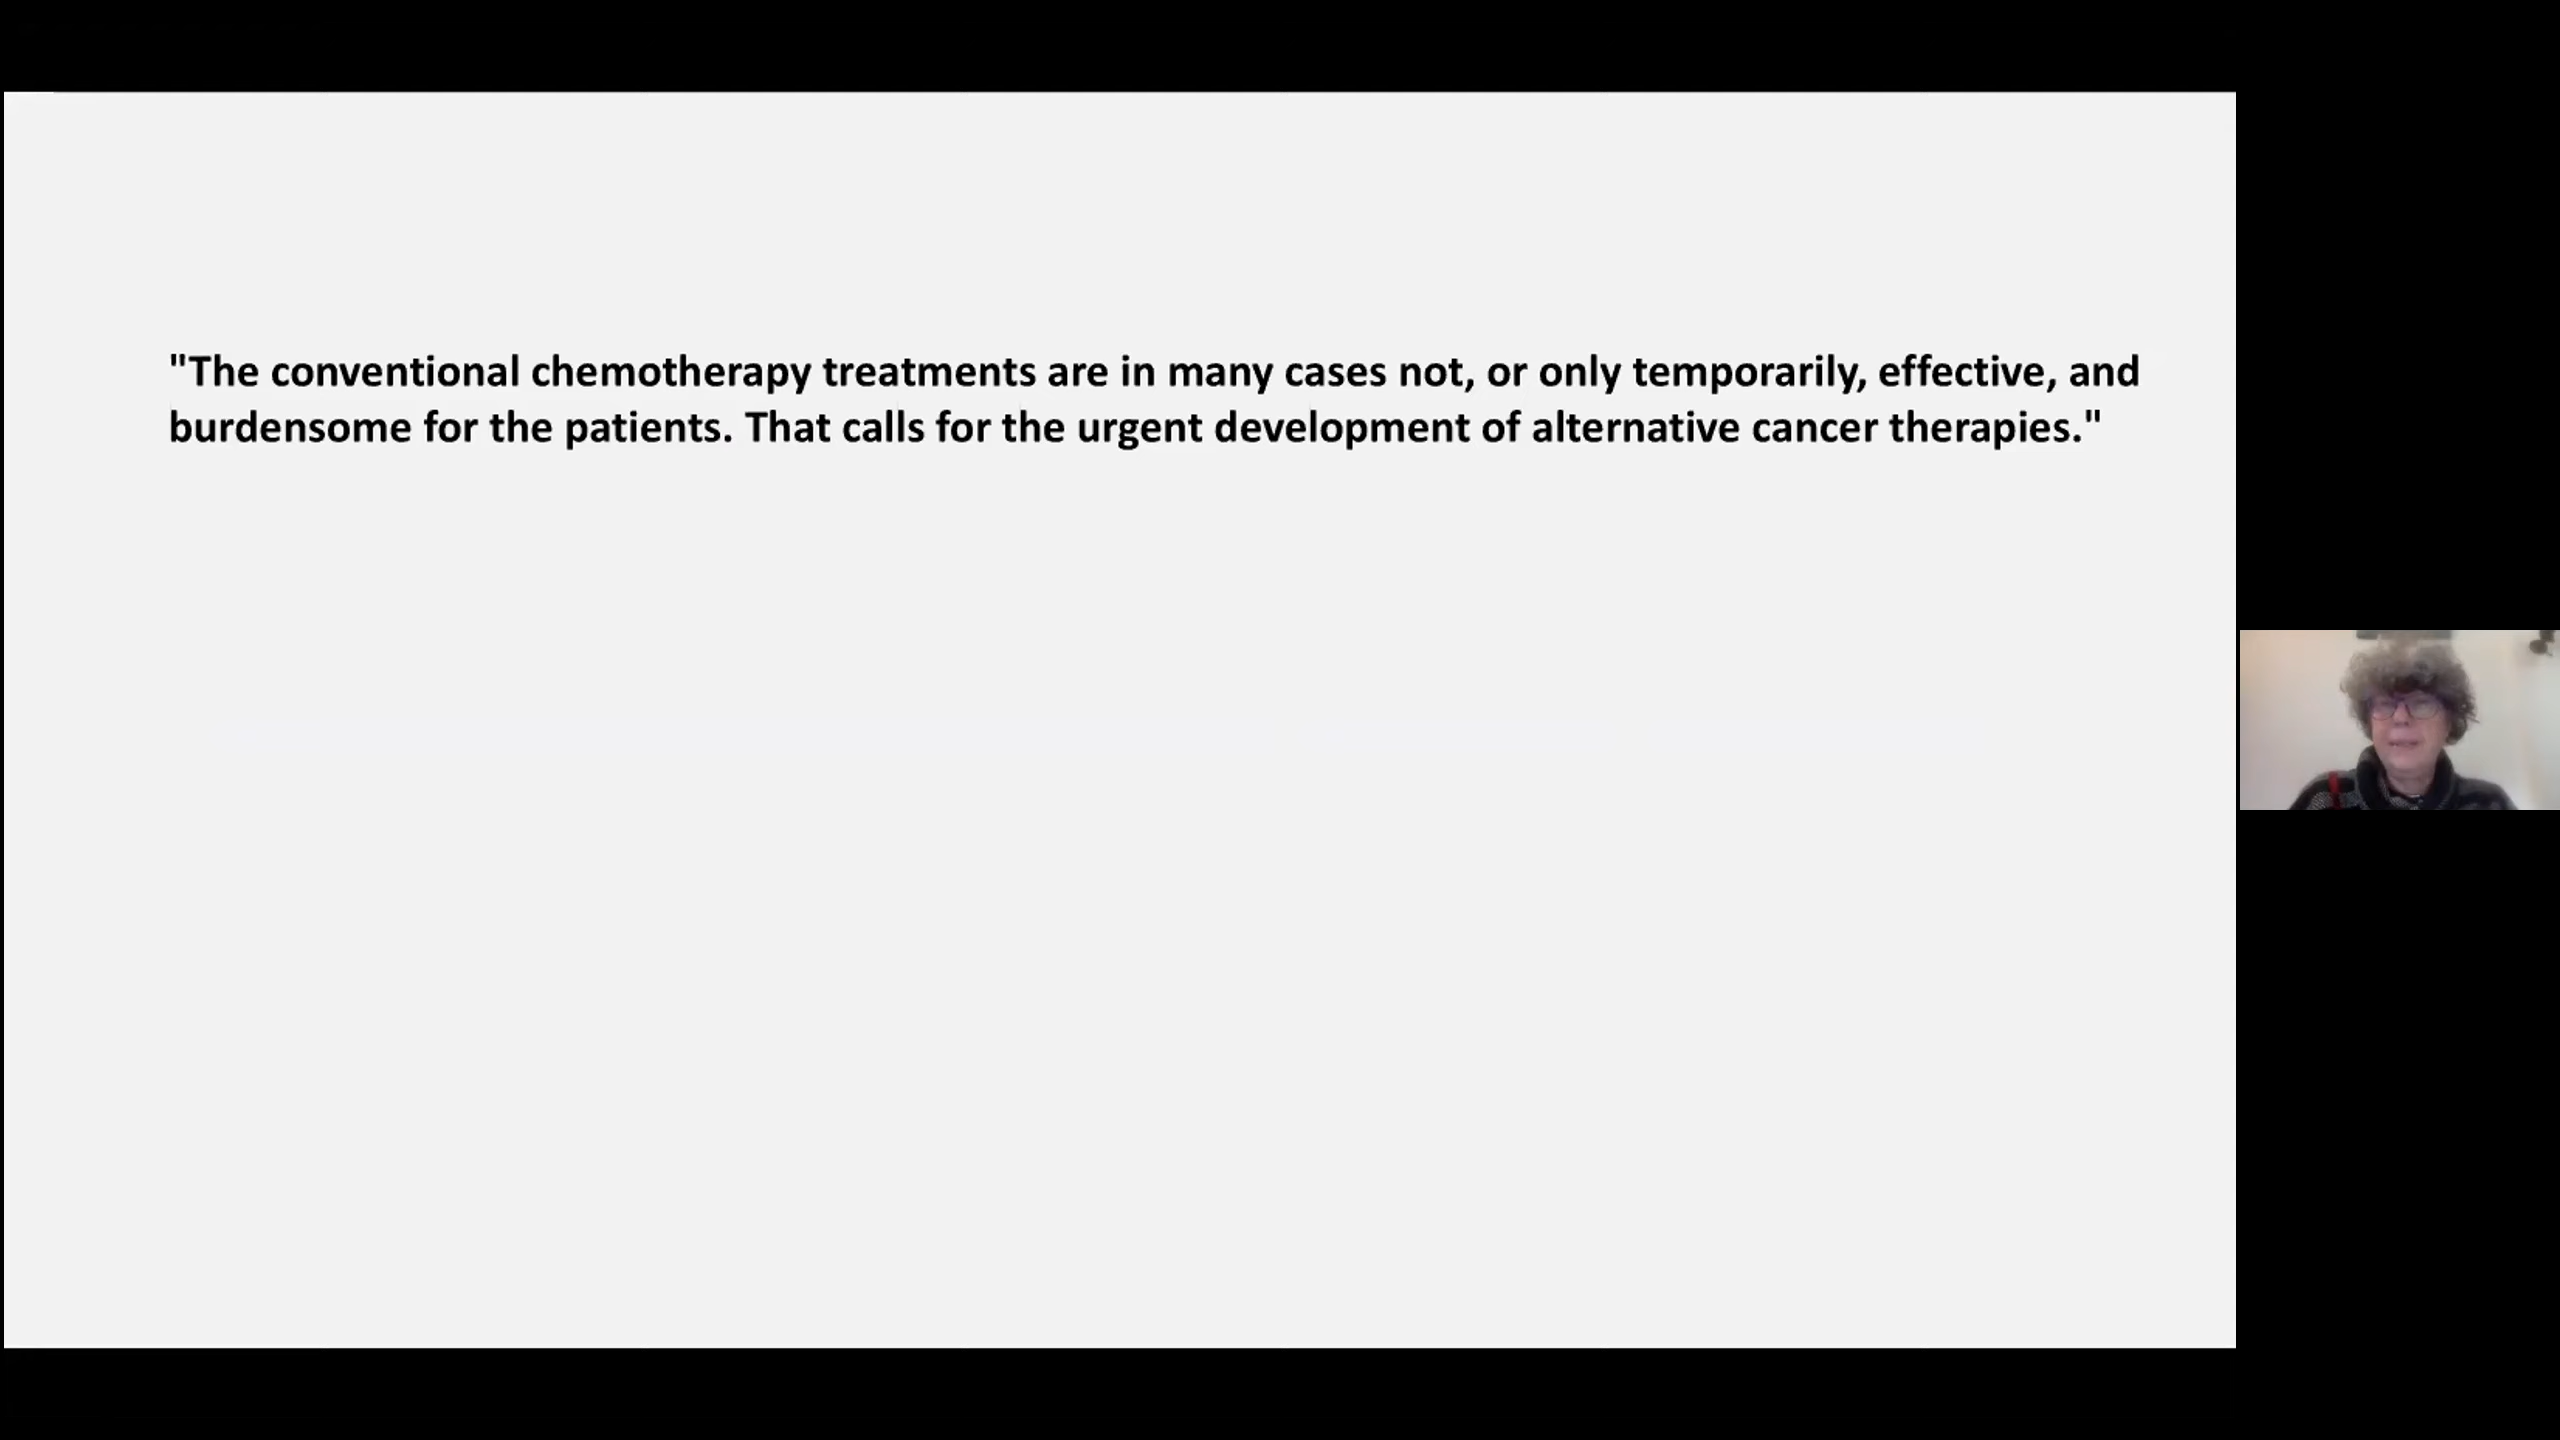 "The conventional chemotherapy treatments are in many cases not, or only temporarily, effective, and
burdensome for the patients. That calls for the urgent development of alternative cancer therapies."